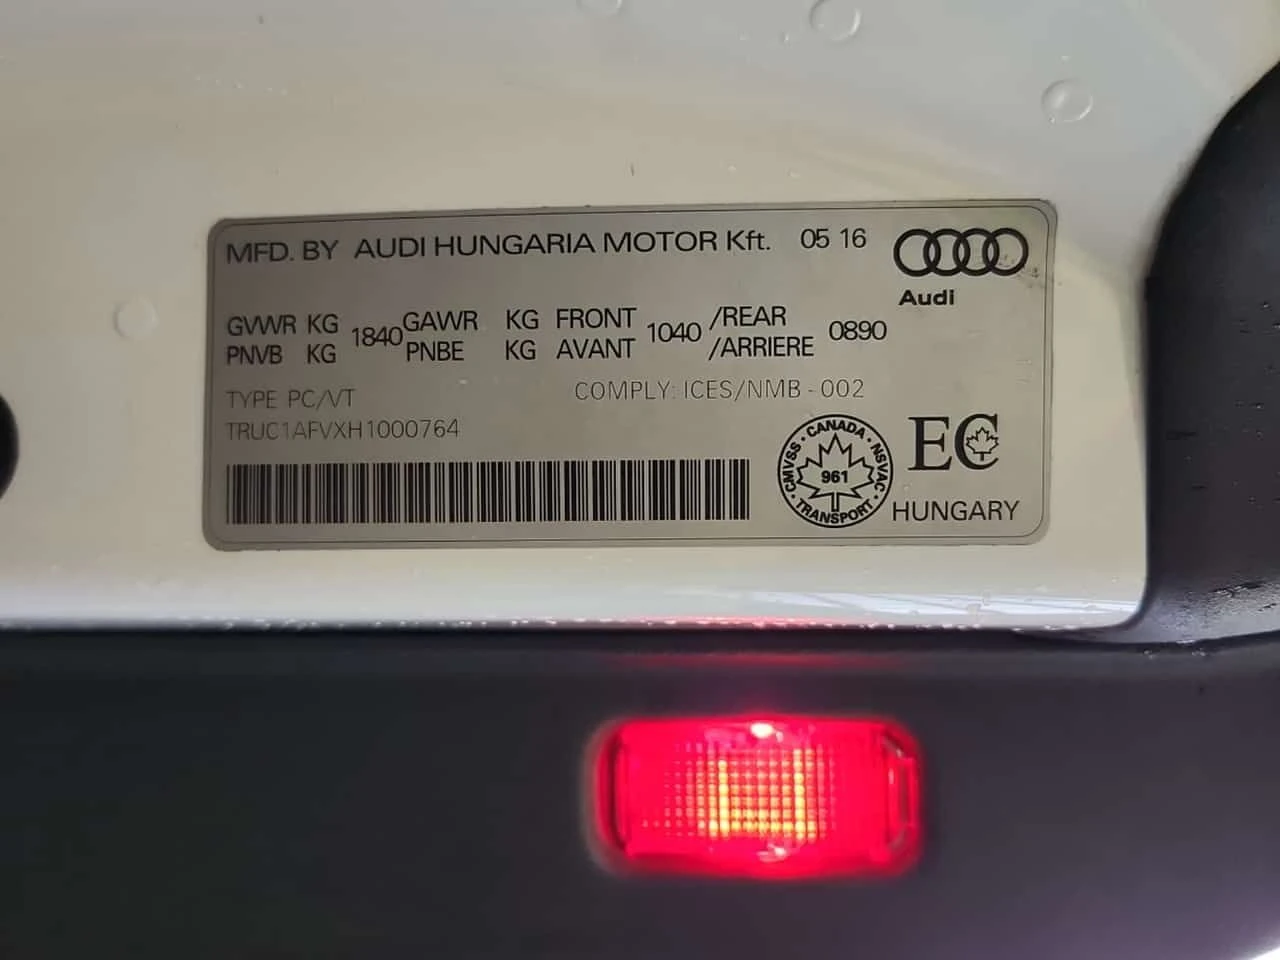 MFD. BY AUDI HUNGARIA MOTOR Kft. 05 16
Audi
GVWR KG 1840 GAWR KG FRONT 1040 /REAR 0890
PNVB KG PNBE KG AVANT /ARRIERE
TYPE PC/VT COMPLY: ICES/NMB - 002
TRUC1AFVXH1000764
CANADA · NSVAC · TRANSPORT · CMVSS ·
961
EC
HUNGARY